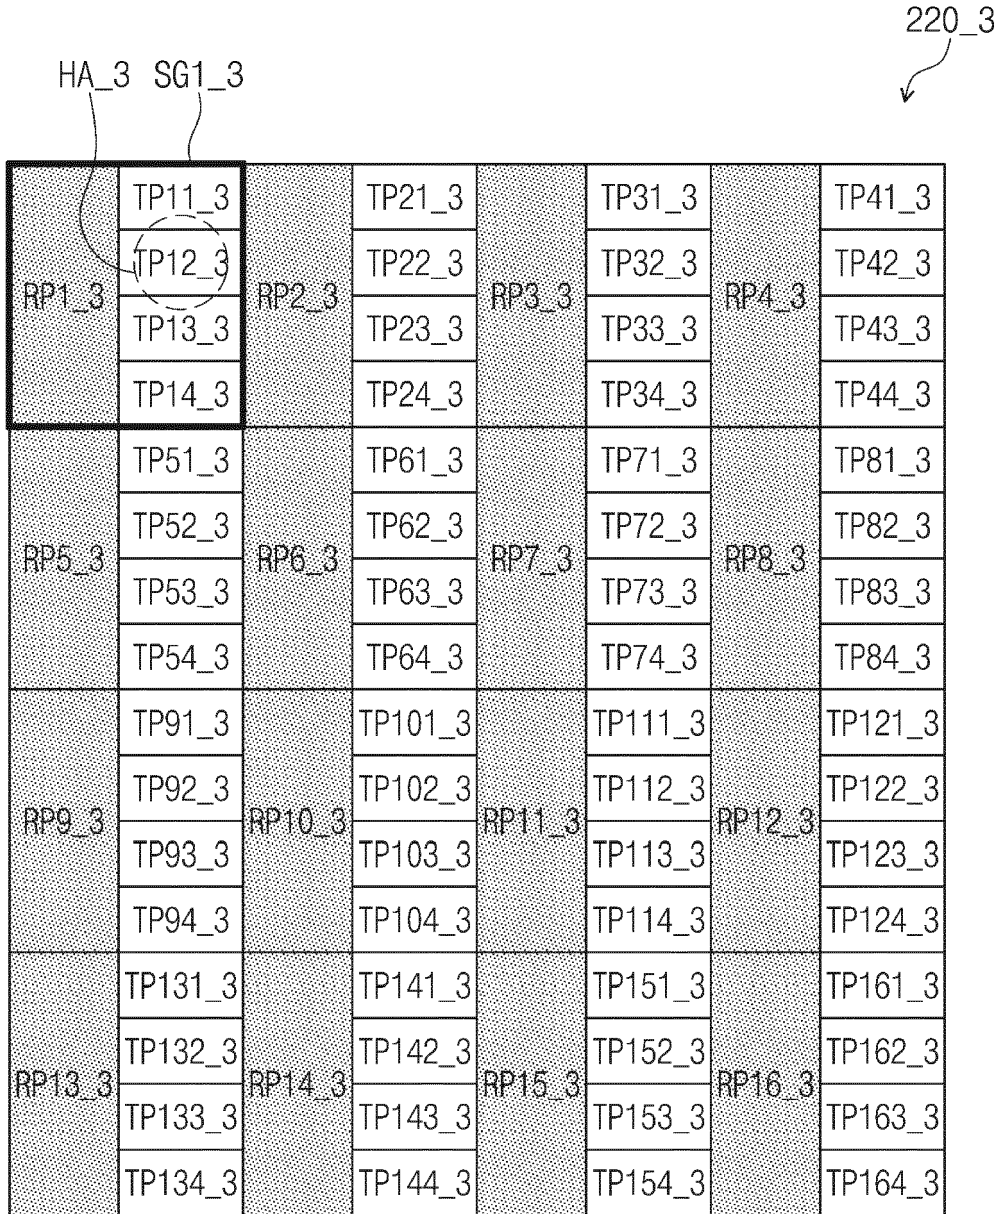 220_3
HA_3 SG1_3
TP11_3 TP21_3 TP31_3 TP41_3
TP12_3 TP22_3 TP32_3 TP42_3
RP1_3 RP2_3 RP3_3 RP4_3
TP13_3 TP23_3 TP33_3 TP43_3
TP14_3 TP24_3 TP34_3 TP44_3
TP51_3 TP61_3 TP71_3 TP81_3
TP52_3 TP62_3 TP72_3 TP82_3
RP5_3 RP6_3 RP7_3 RP8_3
TP53_3 TP63_3 TP73_3 TP83_3
TP54_3 TP64_3 TP74_3 TP84_3
TP91_3 TP101_3 TP111_3 TP121_3
TP92_3 TP102_3 TP112_3 TP122_3
RP9_3 RP10_3 RP11_3 RP12_3
TP93_3 TP103_3 TP113_3 TP123_3
TP94_3 TP104_3 TP114_3 TP124_3
TP131_3 TP141_3 TP151_3 TP161_3
TP132_3 TP142_3 TP152_3 TP162_3
RP13_3 RP14_3 RP15_3 RP16_3
TP133_3 TP143_3 TP153_3 TP163_3
TP134_3 TP144_3 TP154_3 TP164_3